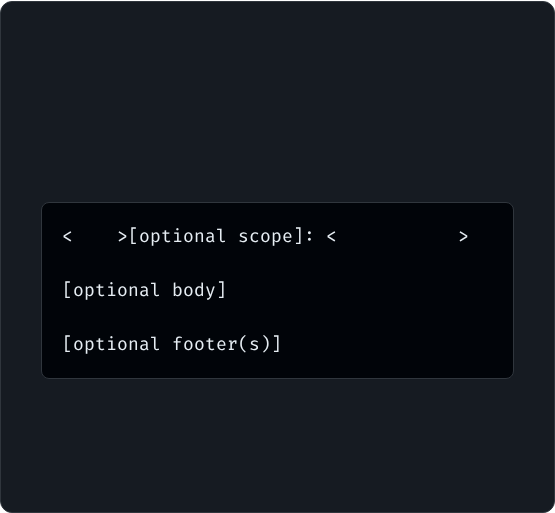 <    >[optional scope]: <           >
[optional body]
[optional footer(s)]